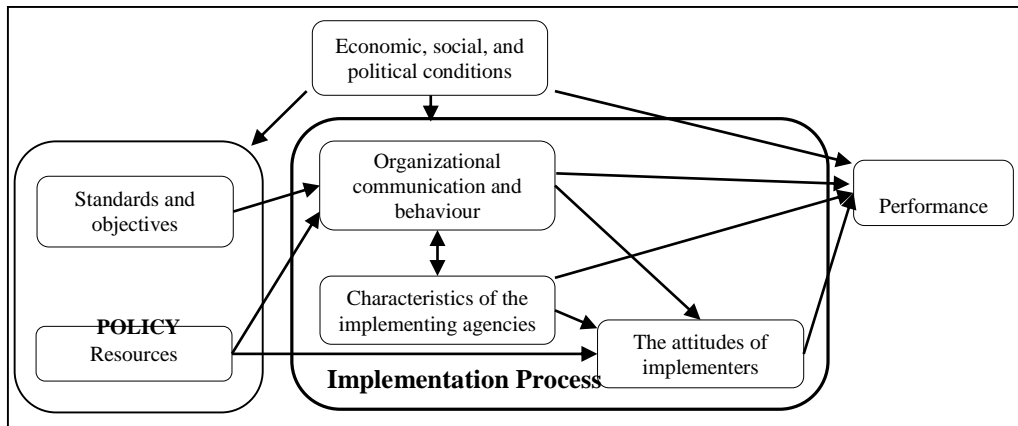 Economic, social, and
political conditions
Organizational
communication and
behaviour
Standards and
objectives
Performance
Characteristics of the
implementing agencies
POLICY
Resources
The attitudes of
implementers
Implementation Process